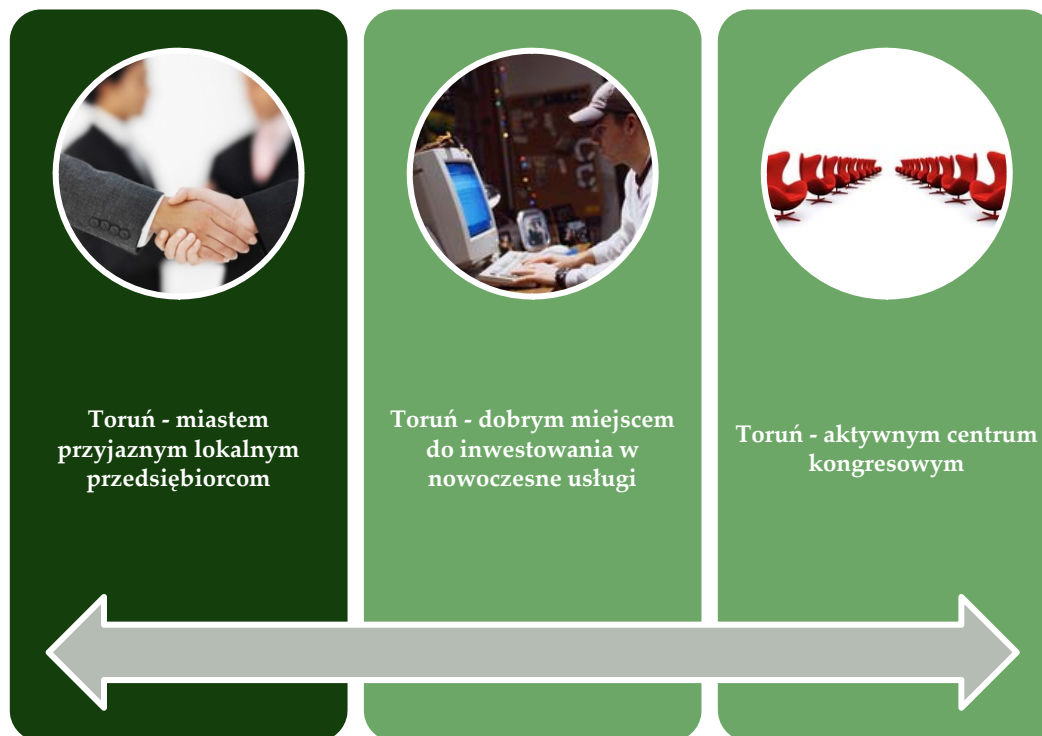 Toruń - miastem
przyjaznym lokalnym
przedsiębiorcom
Toruń - dobrym miejscem
do inwestowania w
nowoczesne usługi
Toruń - aktywnym centrum
kongresowym